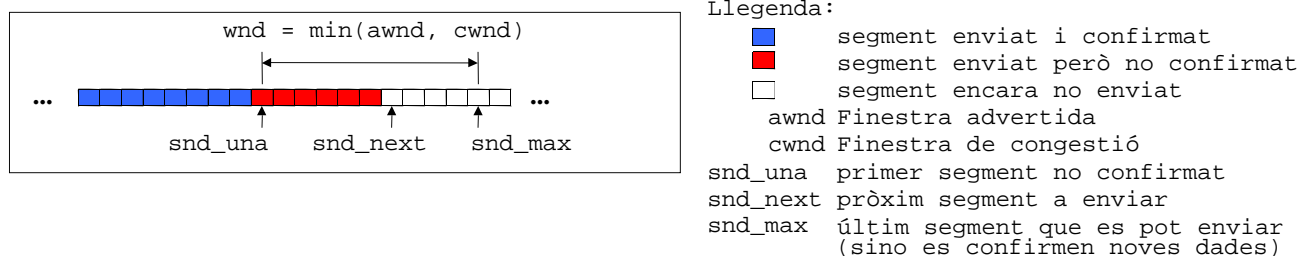 wnd = min(awnd, cwnd)
... ...
snd_una snd_next snd_max
Llegenda:
segment enviat i confirmat
segment enviat però no confirmat
segment encara no enviat
awnd Finestra advertida
cwnd Finestra de congestió
snd_una primer segment no confirmat
snd_next pròxim segment a enviar
snd_max últim segment que es pot enviar
(sino es confirmen noves dades)